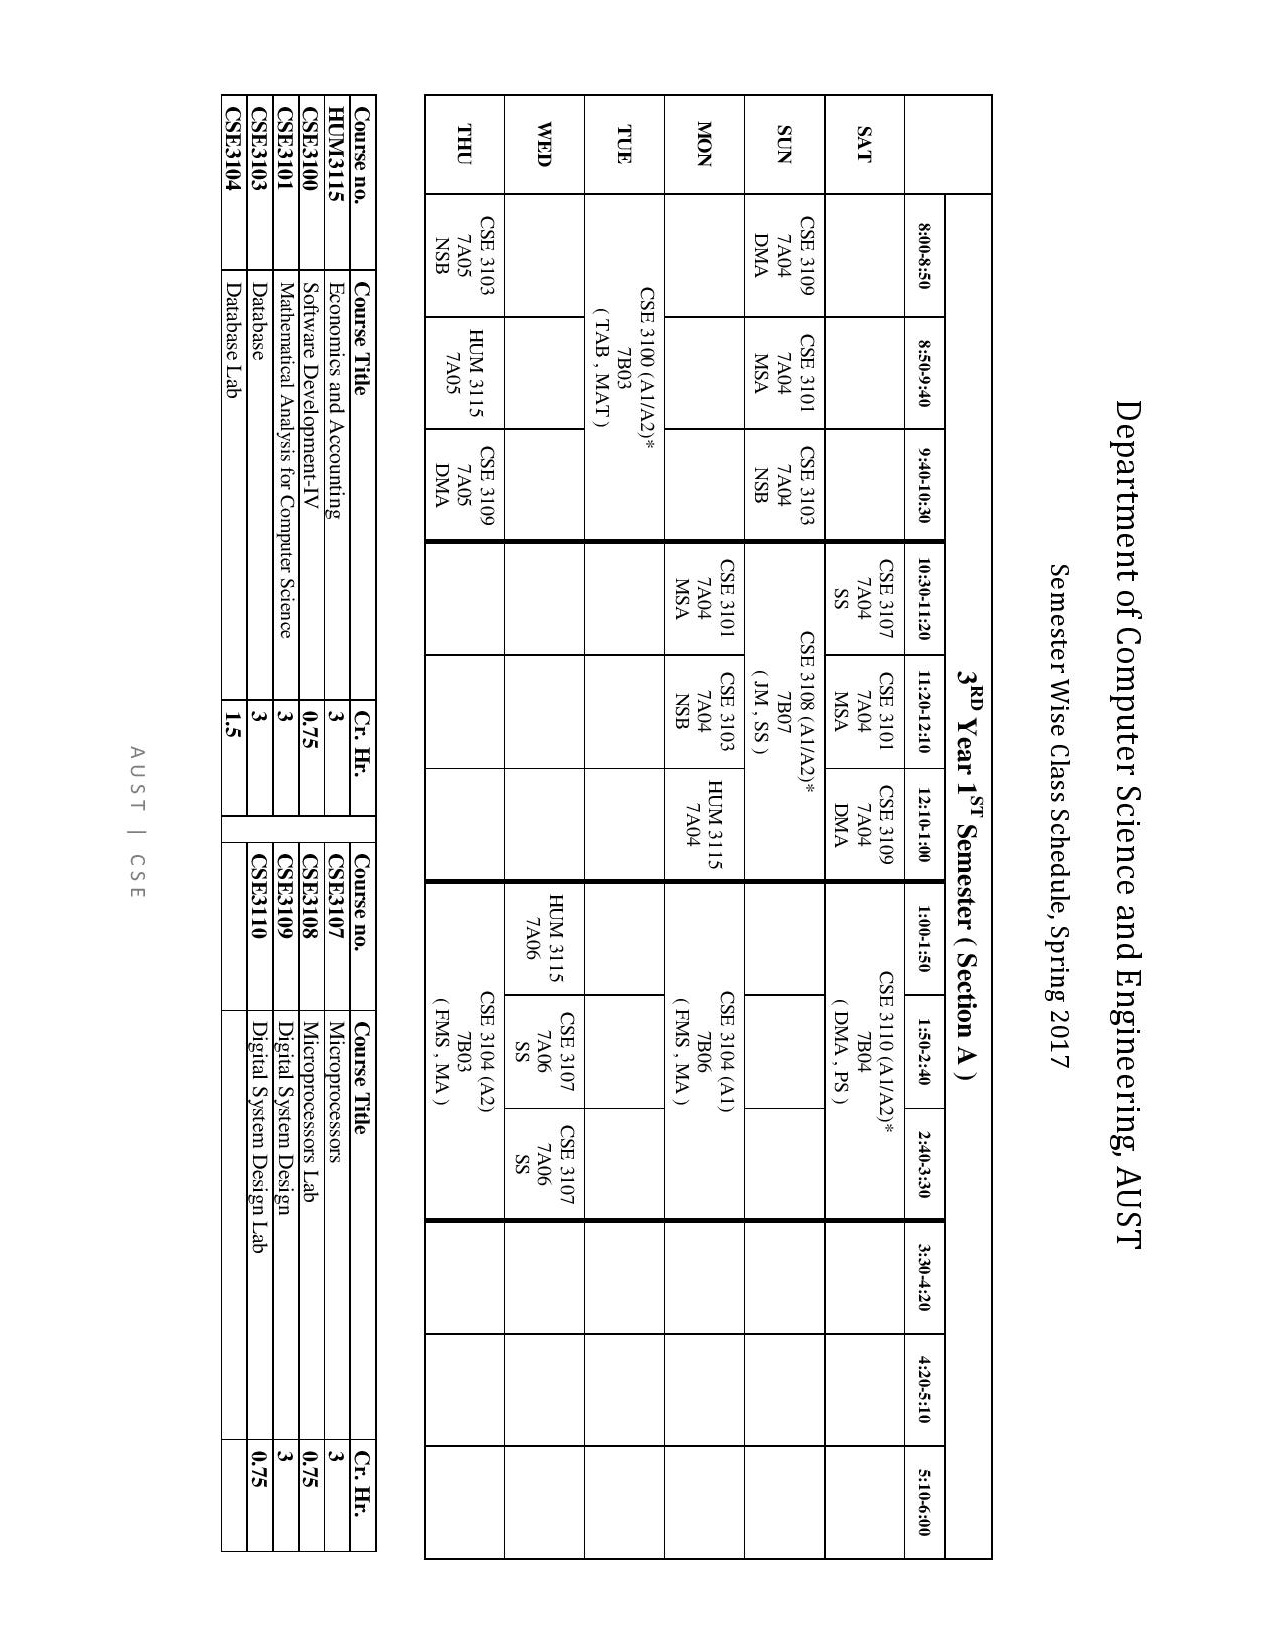 Department of Computer Science and Engineering, AUST
Semester Wise Class Schedule, Spring 2017
3RD Year 1ST Semester ( Section A )
8:00-8:50 8:50-9:40 9:40-10:30 10:30-11:20 11:20-12:10 12:10-1:00 1:00-1:50 1:50-2:40 2:40-3:30 3:30-4:20 4:20-5:10 5:10-6:00
SAT
CSE 3107
7A04
SS
CSE 3101
7A04
MSA
CSE 3109
7A04
DMA
CSE 3110 (A1/A2)*
7B04
( DMA , PS )
SUN
CSE 3109
7A04
DMA
CSE 3101
7A04
MSA
CSE 3103
7A04
NSB
CSE 3108 (A1/A2)*
7B07
( JM , SS )
MON
CSE 3101
7A04
MSA
CSE 3103
7A04
NSB
HUM 3115
7A04
CSE 3104 (A1)
7B06
( FMS , MA )
TUE
CSE 3100 (A1/A2)*
7B03
( TAB , MAT )
WED
HUM 3115
7A06
CSE 3107
7A06
SS
CSE 3107
7A06
SS
THU
CSE 3103
7A05
NSB
HUM 3115
7A05
CSE 3109
7A05
DMA
CSE 3104 (A2)
7B03
( FMS , MA )
Course no. Course Title Cr. Hr. Course no. Course Title Cr. Hr.
HUM3115 Economics and Accounting 3 CSE3107 Microprocessors 3
CSE3100 Software Development-IV 0.75 CSE3108 Microprocessors Lab 0.75
CSE3101 Mathematical Analysis for Computer Science 3 CSE3109 Digital System Design 3
CSE3103 Database 3 CSE3110 Digital System Design Lab 0.75
CSE3104 Database Lab 1.5
AUST | CSE